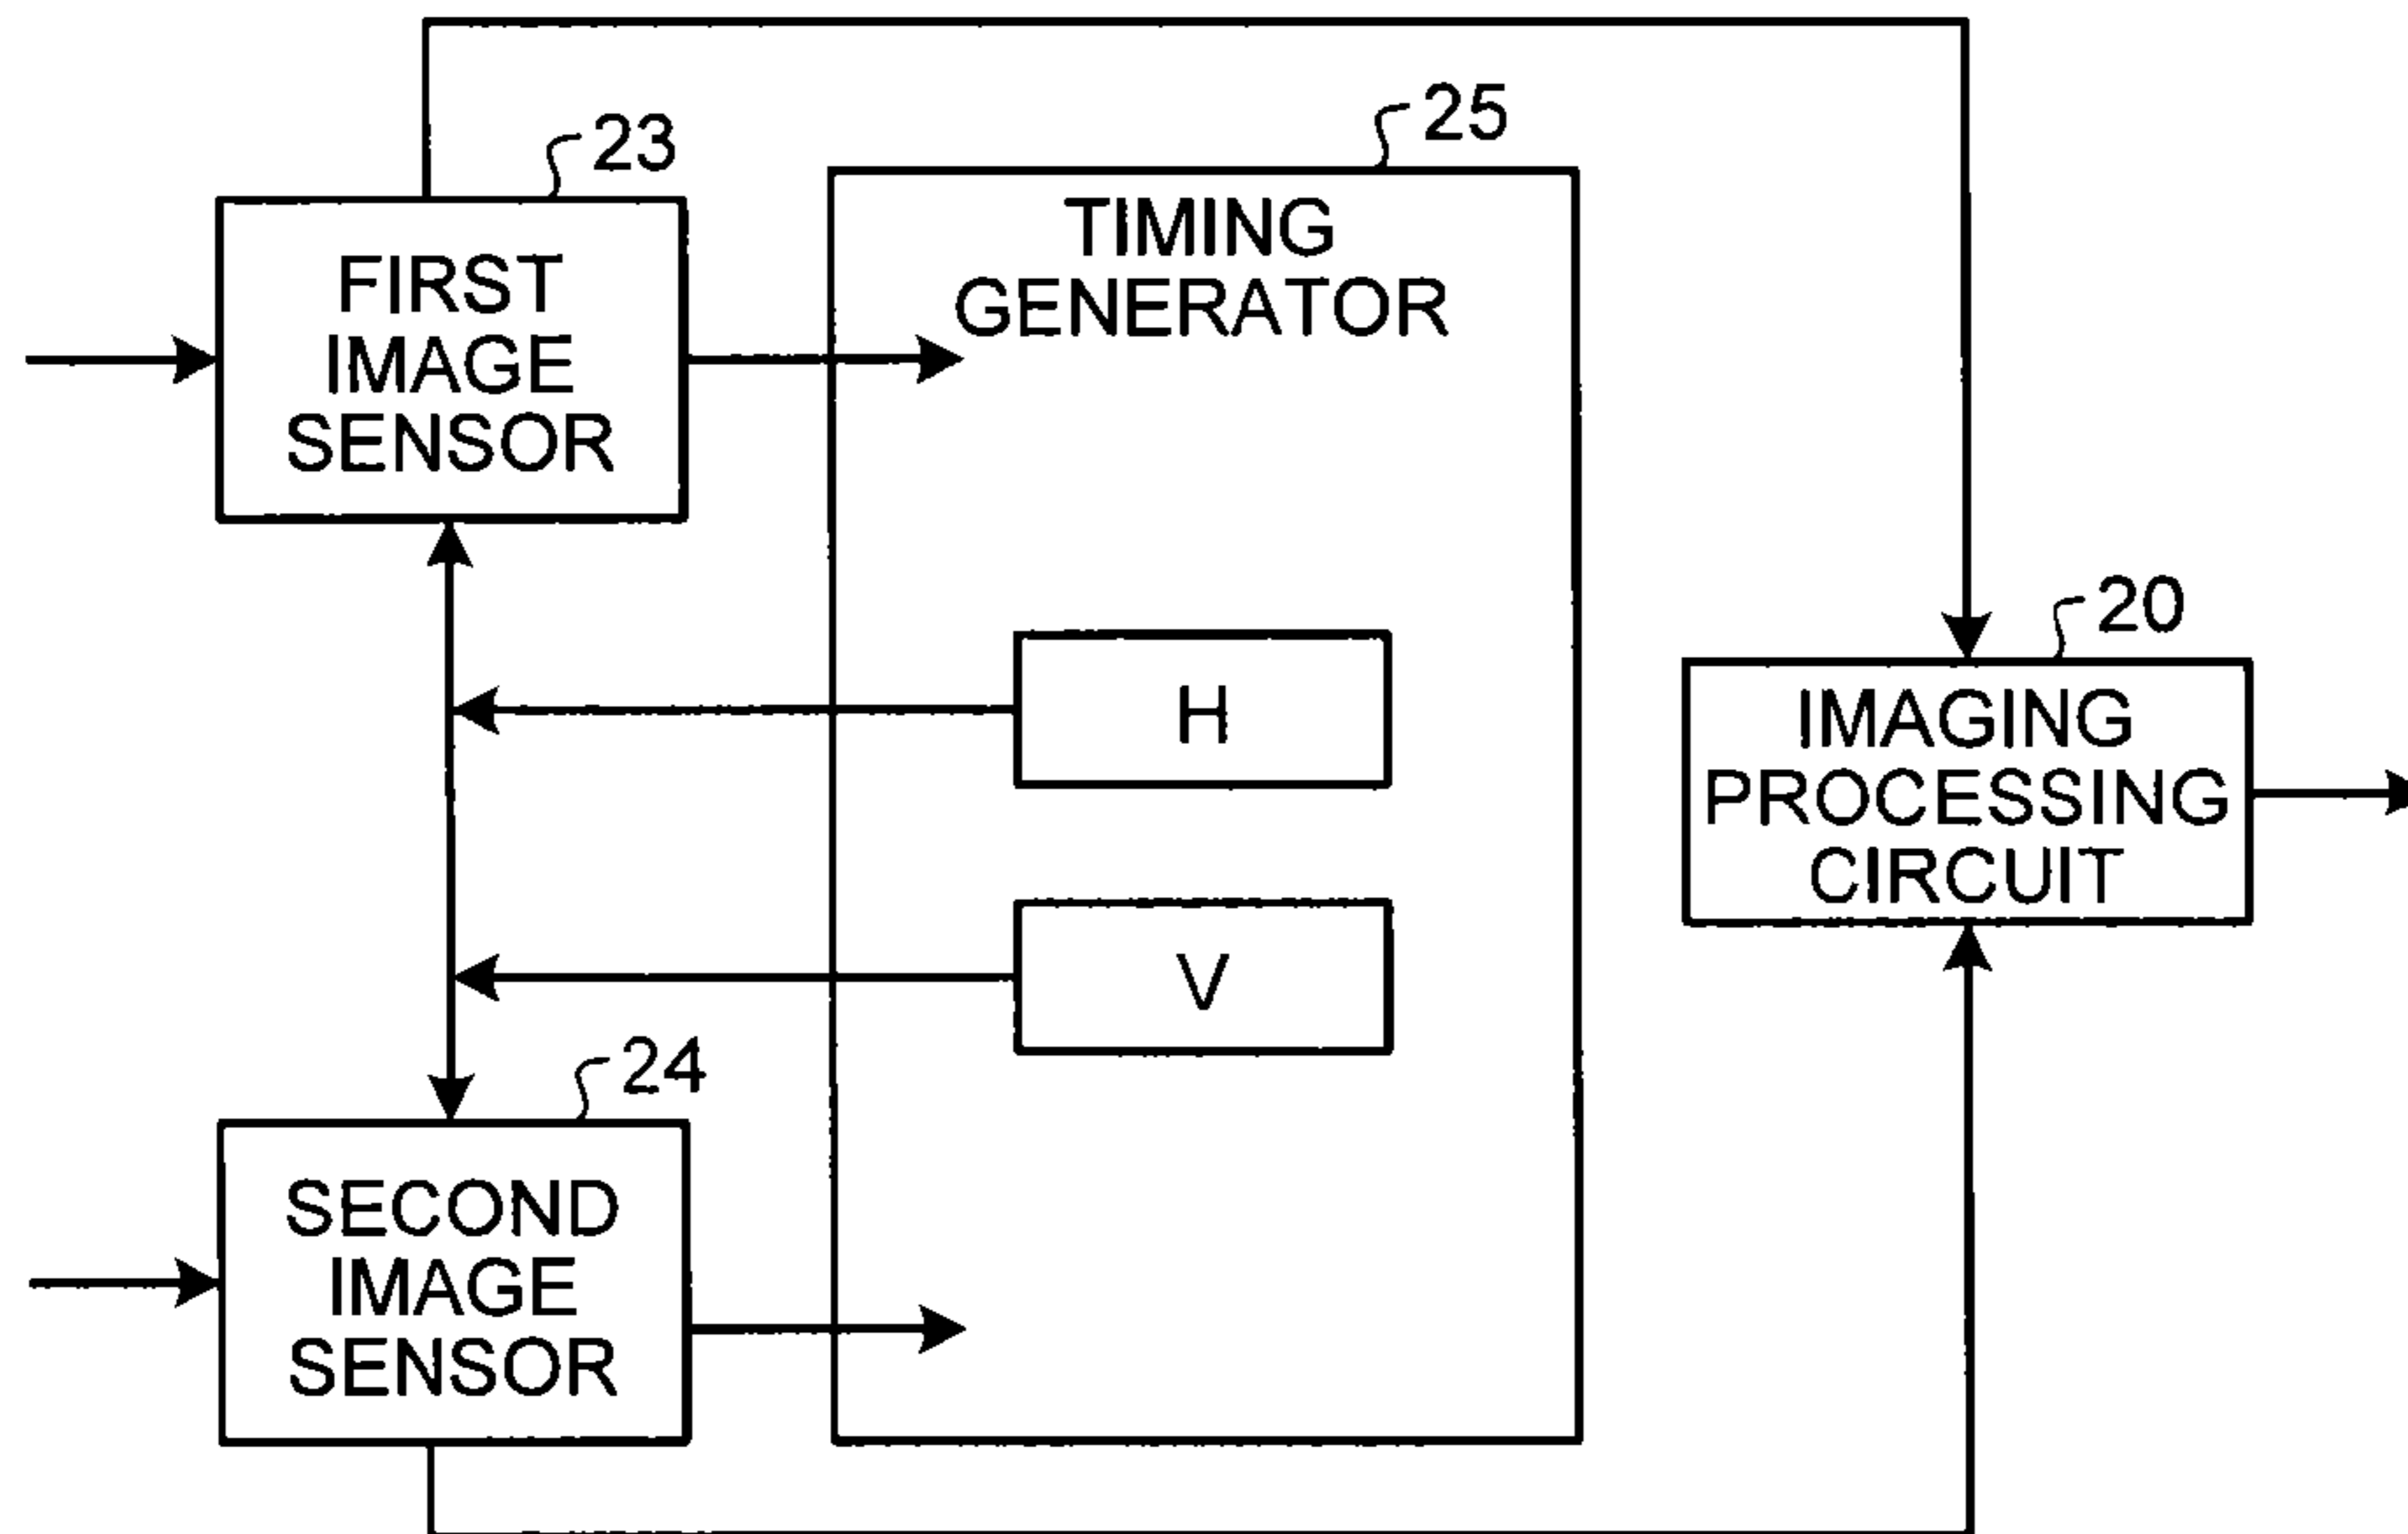 25
23
TIMING
GENERATOR
FIRST
IMAGE
SENSOR
20
H
IMAGING
PROCESSING
CIRCUIT
V
24
SECOND
IMAGE
SENSOR